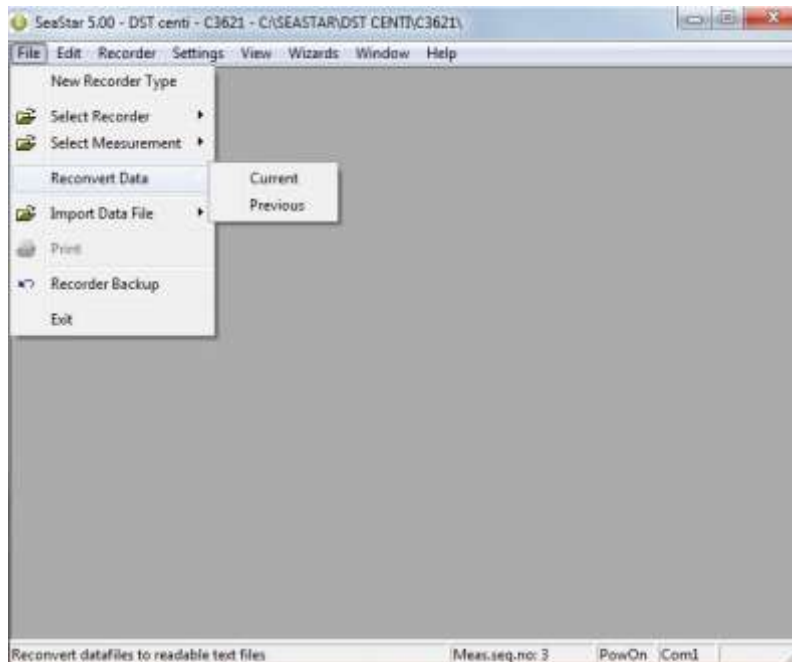 SeaStar 5.00 - DST centi - C3621 - C:\SEASTAR\DST CENTI\C3621\
File Edit Recorder Settings View Wizards Window Help
New Recorder Type
Select Recorder
Select Measurement
Reconvert Data
Current
Previous
Import Data File
Print
Recorder Backup
Exit
Reconvert datafiles to readable text files Meas.seq.no: 3 PowOn Com1